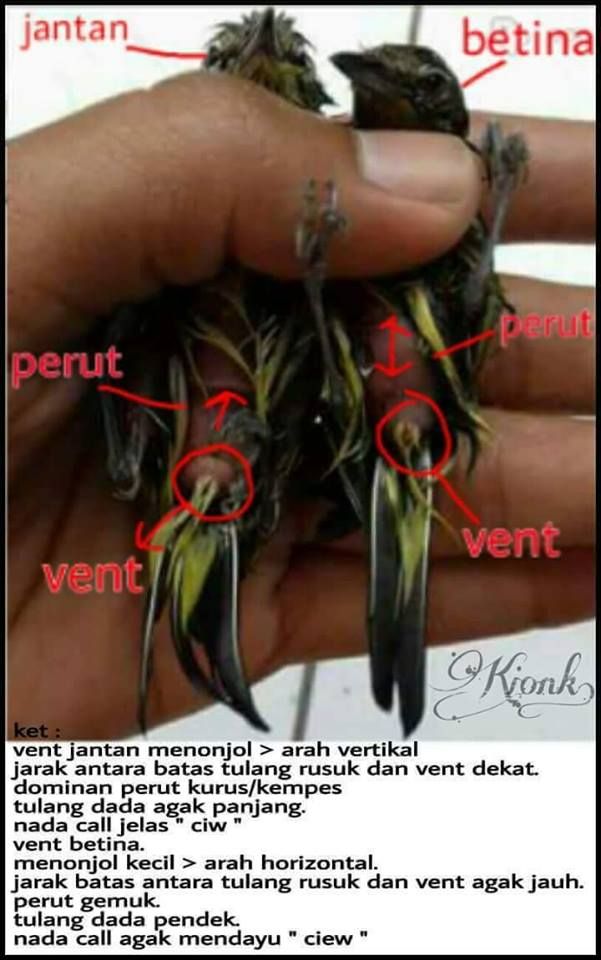 jantan
betina
perut
perut
vent
vent
Kionk
ket :
vent jantan menonjol > arah vertikal
jarak antara batas tulang rusuk dan vent dekat.
dominan perut kurus/kempes
tulang dada agak panjang.
nada call jelas " ciw "
vent betina.
menonjol kecil > arah horizontal.
jarak batas antara tulang rusuk dan vent agak jauh.
perut gemuk.
tulang dada pendek.
nada call agak mendayu " ciew "